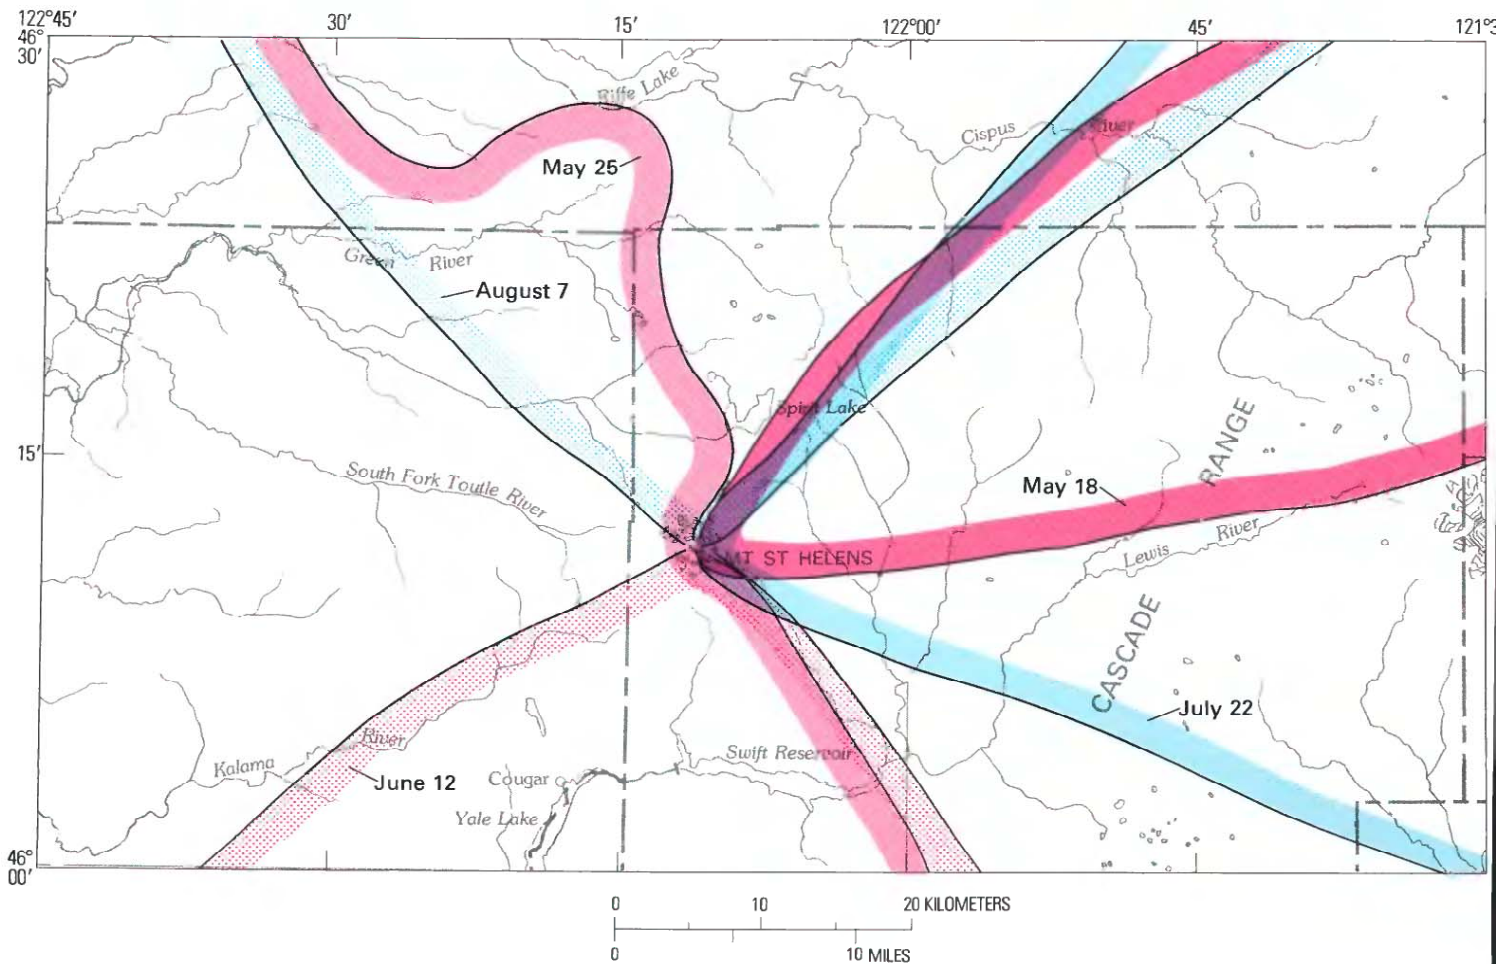 122°45′
30′
15′
122°00′
45′
121°3
46°
30′
Riffe Lake
Cispus River
May 25
Green River
August 7
Spirit Lake
15′
RANGE
South Fork Toutle River
May 18
Lewis River
MT ST HELENS
CASCADE
July 22
Kalama River
Swift Reservoir
June 12
Cougar
Yale Lake
46°
00′
0 10 20 KILOMETERS
0 10 MILES